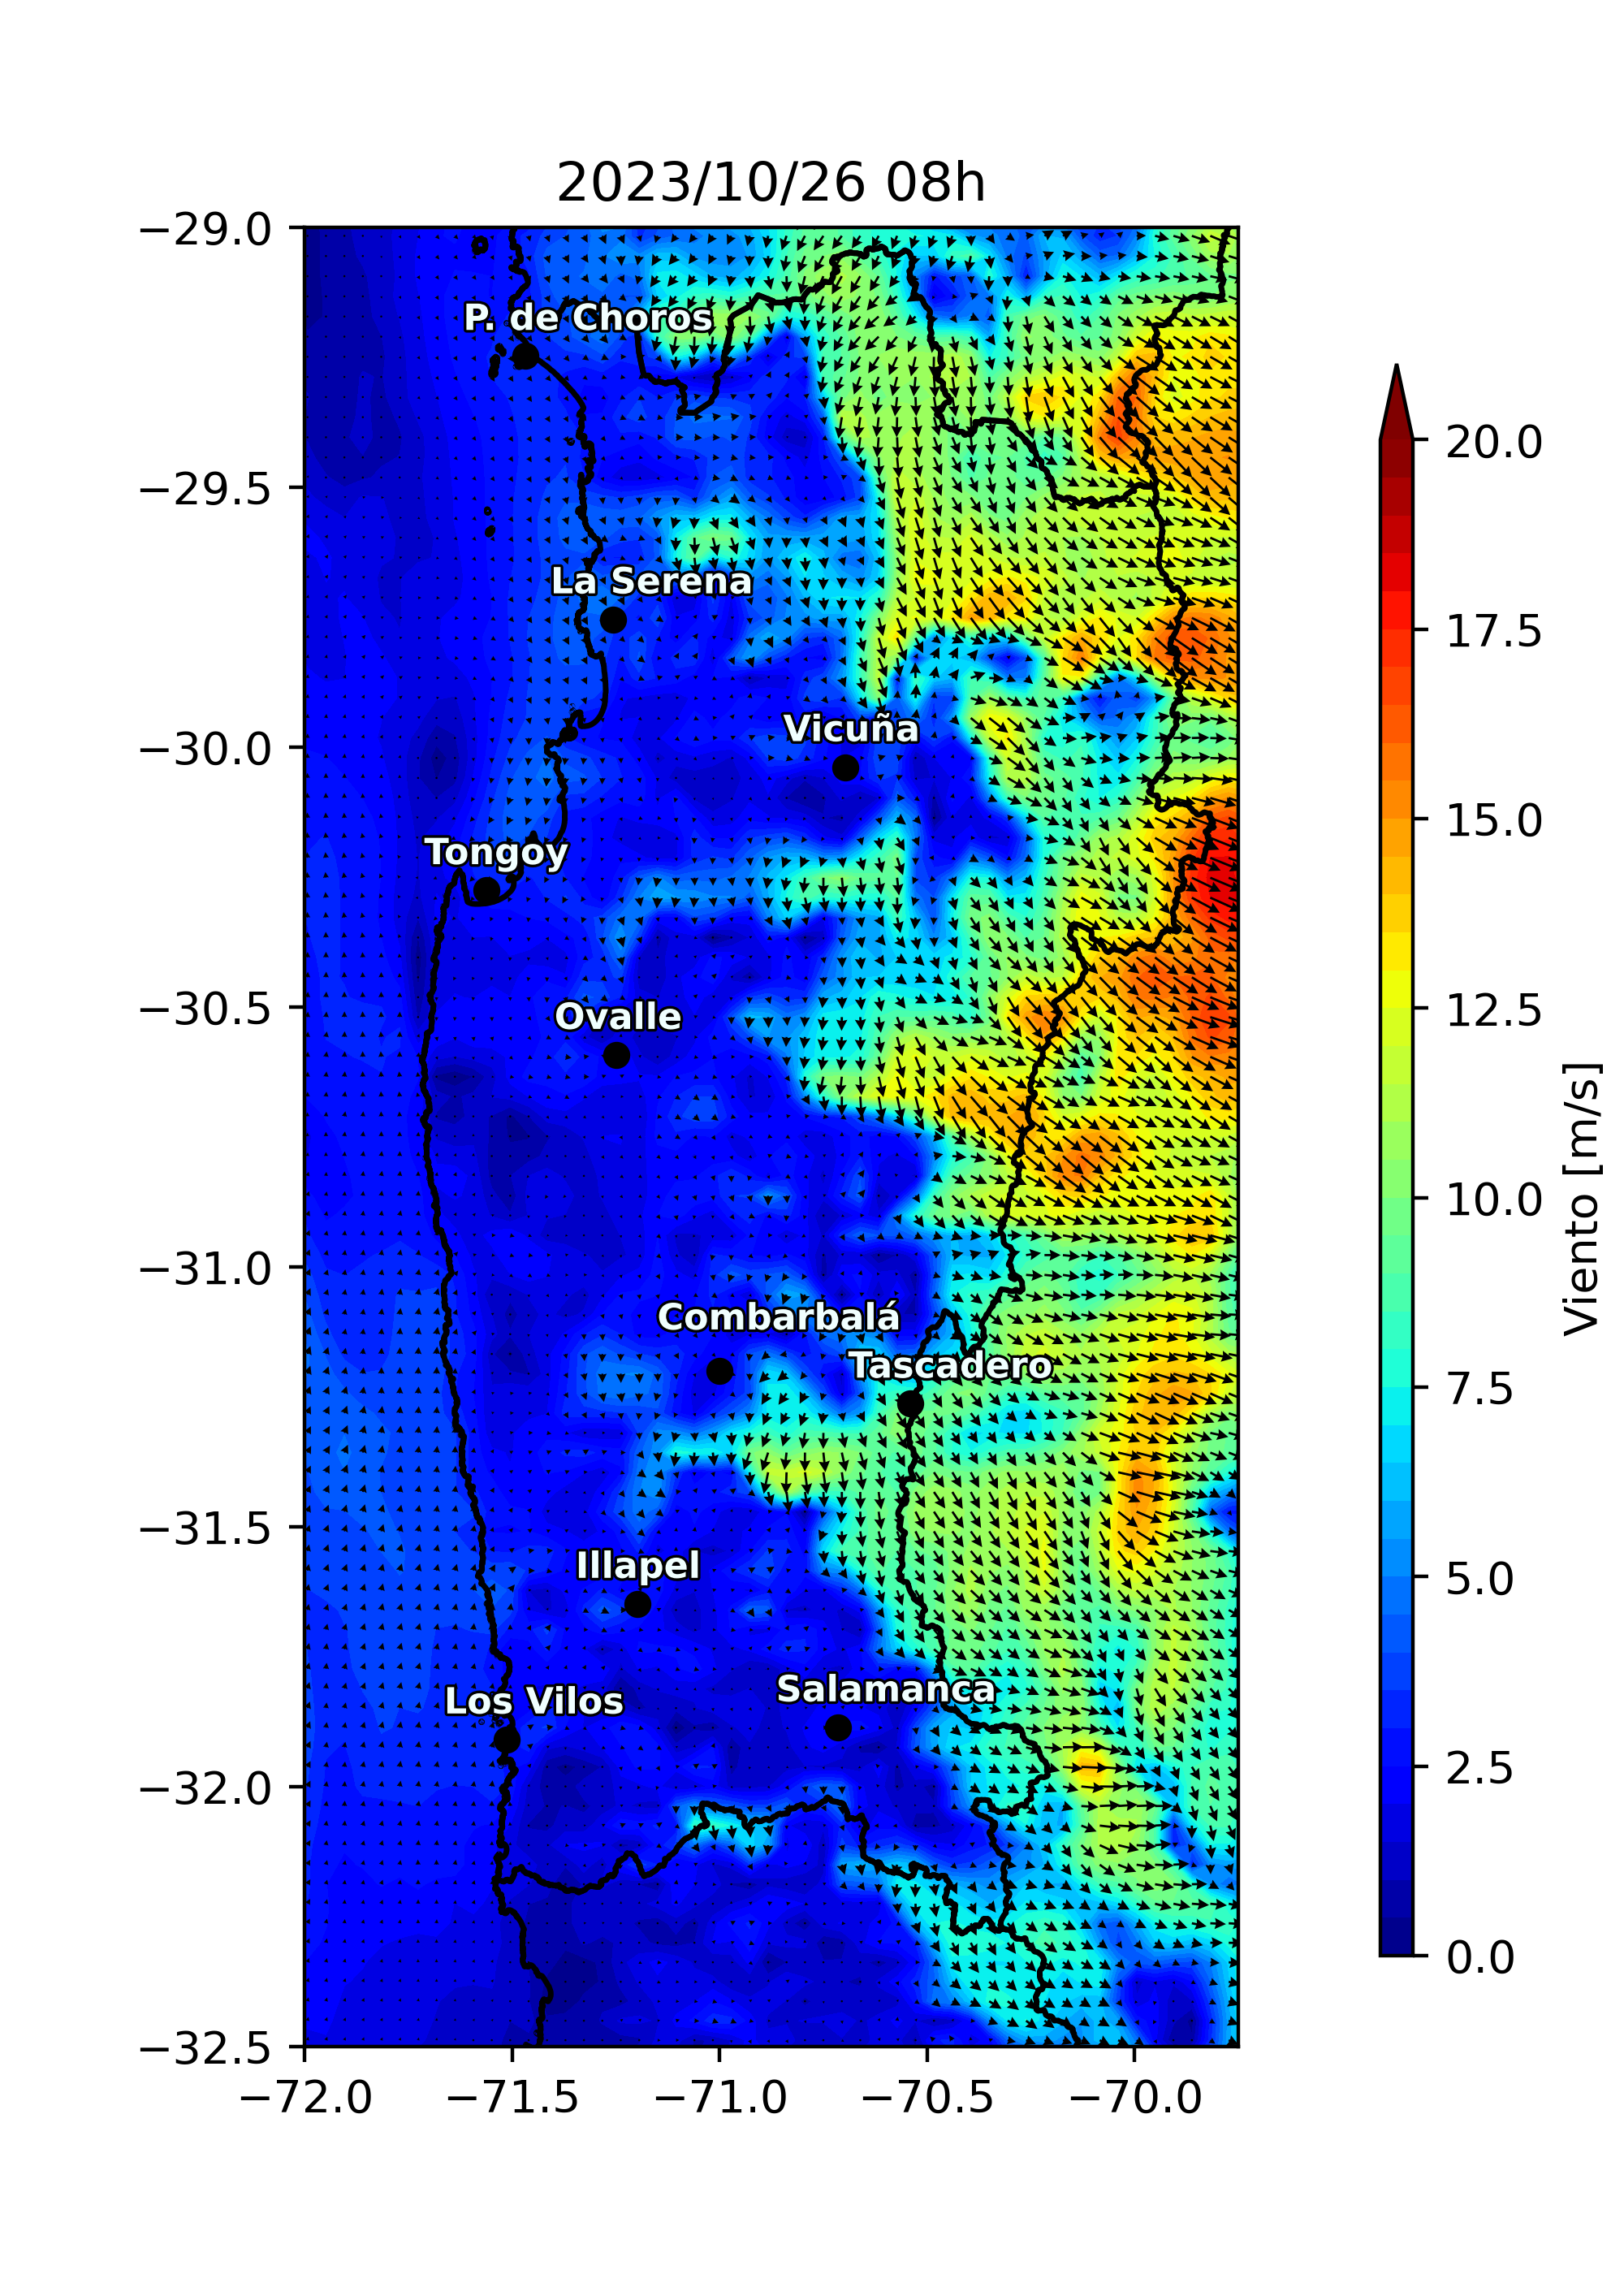 2023/10/26 08h
−29.0
−29.5
−30.0
−30.5
−31.0
−31.5
−32.0
−32.5
−72.0
−71.5
−71.0
−70.5
−70.0
P. de Choros
La Serena
Vicuña
Tongoy
Ovalle
Combarbalá
Tascadero
Illapel
Salamanca
Los Vilos
20.0
17.5
15.0
12.5
10.0
7.5
5.0
2.5
0.0
Viento [m/s]